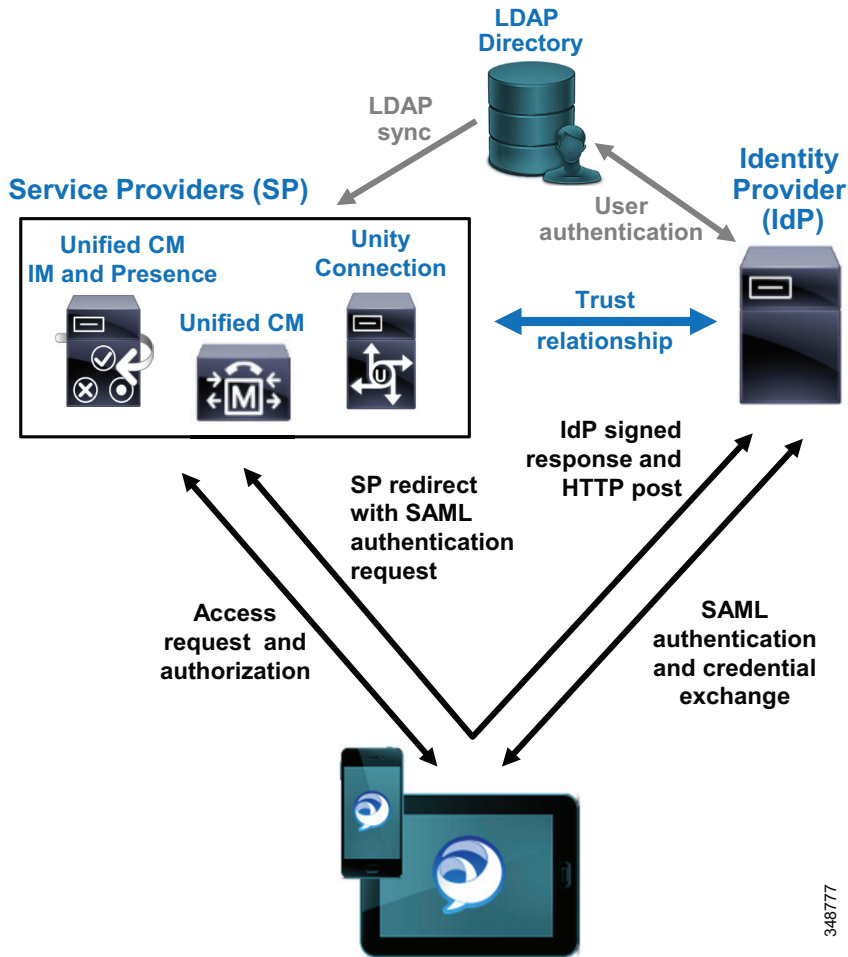 LDAP
Directory
LDAP
sync
Identity
Provider
(IdP)
User
authentication
Service Providers (SP)
Unified CM
IM and Presence
Unity
Connection
Unified CM
M
U
Trust
relationship
IdP signed
response and
HTTP post
SP redirect
with SAML
authentication
request
Access
request and
authorization
SAML
authentication
and credential
exchange
348777